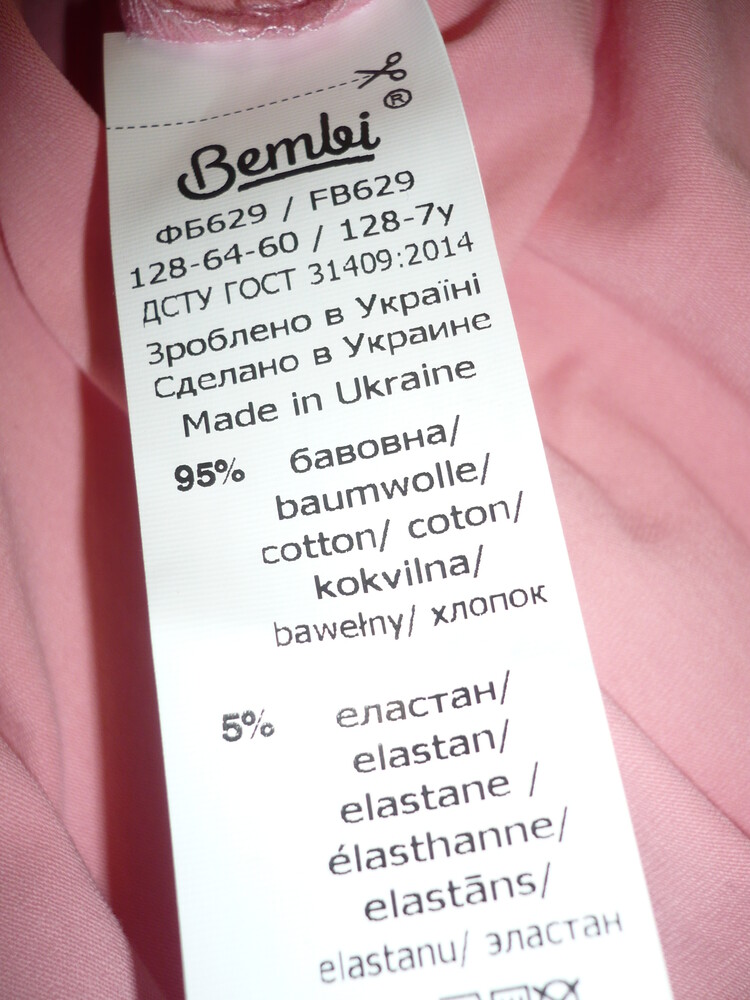 Bembi ®
ФБ629 / FB629
128-64-60 / 128-7y
ДСТУ ГОСТ 31409:2014
Зроблено в Україні
Сделано в Украине
Made in Ukraine
95% бавовна/
baumwolle/
cotton/ coton/
kokvilna/
bawełny/ хлопок
5% еластан/
elastan/
elastane /
élasthanne/
elastāns/
elastanu/ эластан